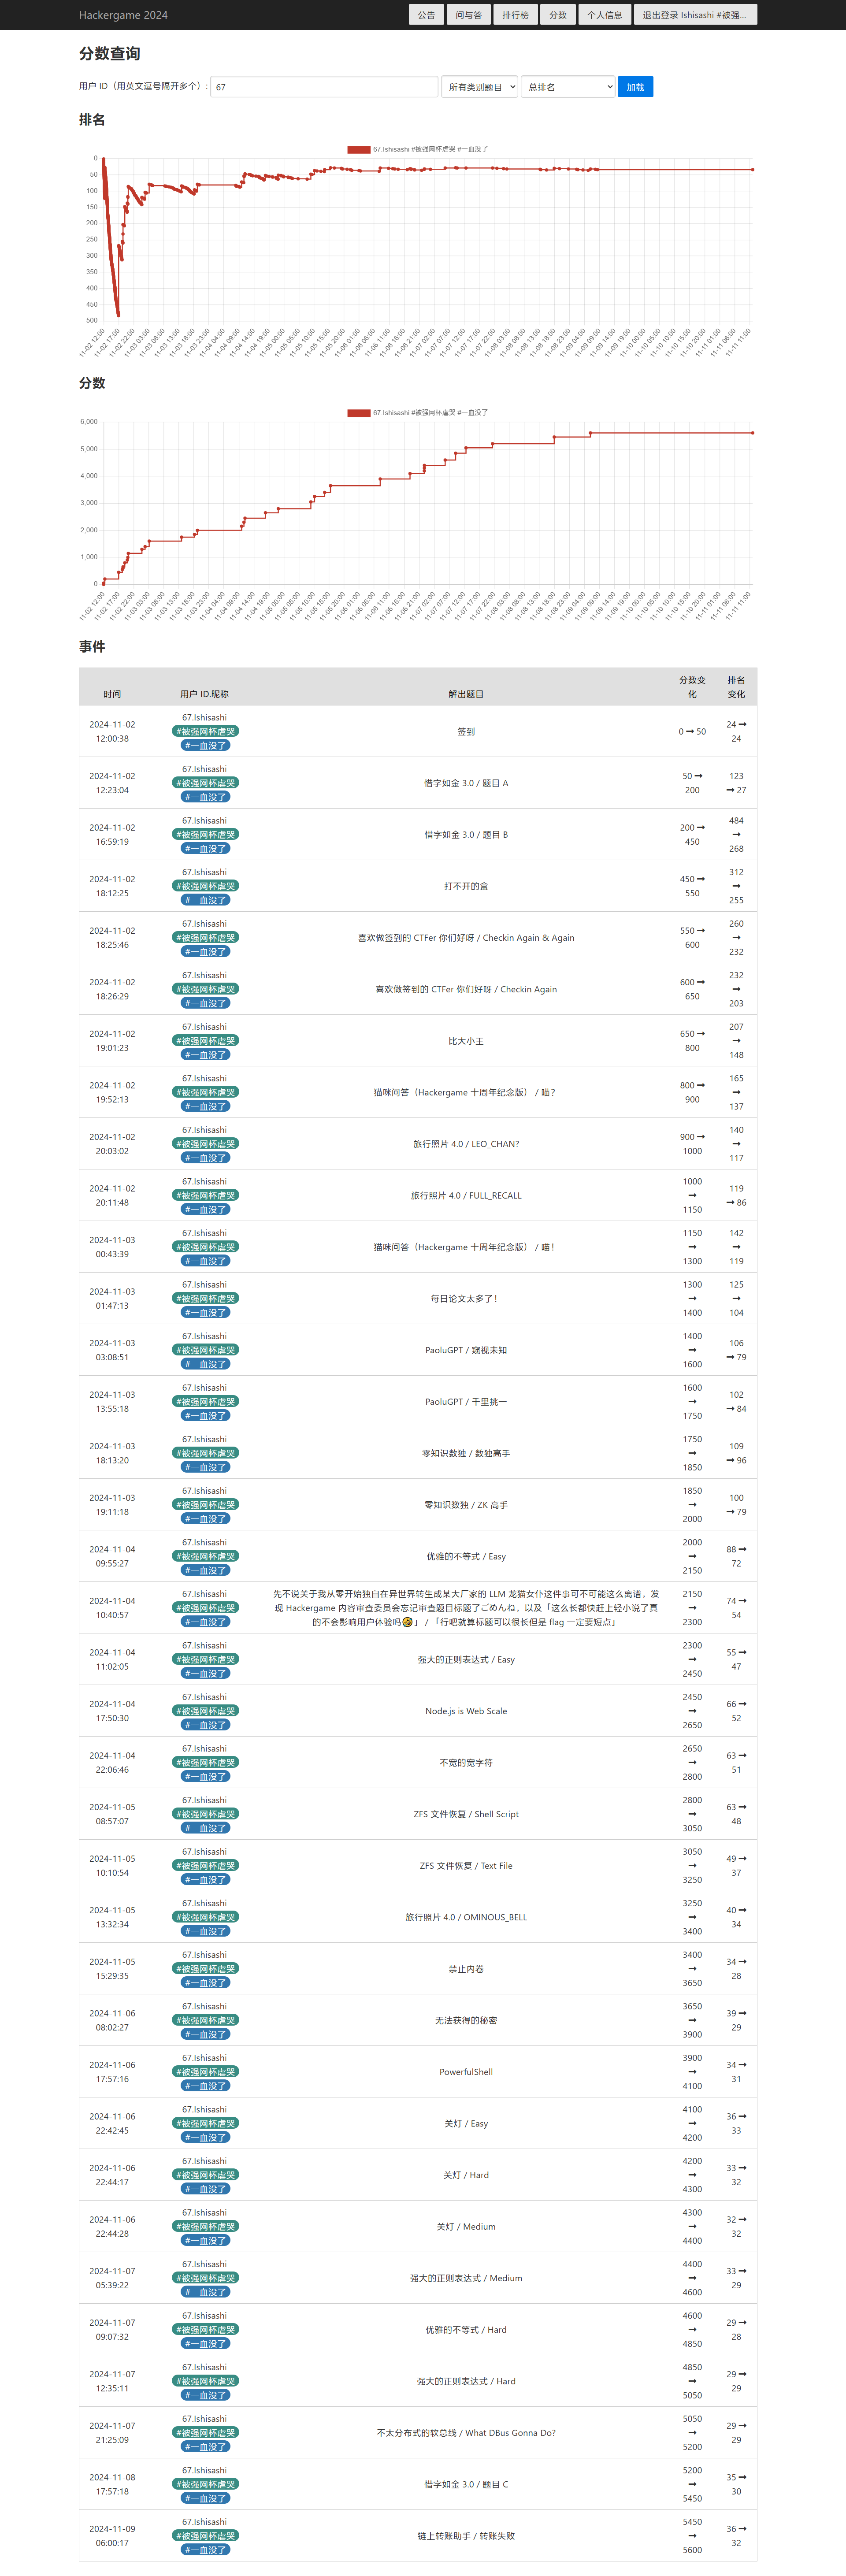 Hackergame 2024
公告 问与答 排行榜 分数 个人信息 退出登录 Ishisashi #被强...
分数查询
用户 ID（用英文逗号隔开多个）: 67 所有类别题目 总排名 加载
排名
67.Ishisashi #被强网杯虐哭 #一血没了
0
50
100
150
200
250
300
350
400
450
500
11-02 12:00 11-02 17:00 11-02 22:00 11-03 03:00 11-03 08:00 11-03 13:00 11-03 18:00 11-03 23:00 11-04 04:00 11-04 09:00 11-04 14:00 11-04 19:00 11-05 00:00 11-05 05:00 11-05 10:00 11-05 15:00 11-05 20:00 11-06 01:00 11-06 06:00 11-06 11:00 11-06 16:00 11-06 21:00 11-07 02:00 11-07 07:00 11-07 12:00 11-07 17:00 11-07 22:00 11-08 03:00 11-08 08:00 11-08 13:00 11-08 18:00 11-08 23:00 11-09 04:00 11-09 09:00 11-09 14:00 11-09 19:00 11-10 00:00 11-10 05:00 11-10 10:00 11-10 15:00 11-10 20:00 11-11 01:00 11-11 06:00 11-11 11:00
分数
67.Ishisashi #被强网杯虐哭 #一血没了
6,000
5,000
4,000
3,000
2,000
1,000
0
11-02 12:00 11-02 17:00 11-02 22:00 11-03 03:00 11-03 08:00 11-03 13:00 11-03 18:00 11-03 23:00 11-04 04:00 11-04 09:00 11-04 14:00 11-04 19:00 11-05 00:00 11-05 05:00 11-05 10:00 11-05 15:00 11-05 20:00 11-06 01:00 11-06 06:00 11-06 11:00 11-06 16:00 11-06 21:00 11-07 02:00 11-07 07:00 11-07 12:00 11-07 17:00 11-07 22:00 11-08 03:00 11-08 08:00 11-08 13:00 11-08 18:00 11-08 23:00 11-09 04:00 11-09 09:00 11-09 14:00 11-09 19:00 11-10 00:00 11-10 05:00 11-10 10:00 11-10 15:00 11-10 20:00 11-11 01:00 11-11 06:00 11-11 11:00
事件
时间 用户 ID.昵称 解出题目 分数变化 排名变化
2024-11-02 12:00:38 67.Ishisashi #被强网杯虐哭 #一血没了 签到 0 ➞ 50 24 ➞ 24
2024-11-02 12:23:04 67.Ishisashi #被强网杯虐哭 #一血没了 惜字如金 3.0 / 题目 A 50 ➞ 200 123 ➞ 27
2024-11-02 16:59:19 67.Ishisashi #被强网杯虐哭 #一血没了 惜字如金 3.0 / 题目 B 200 ➞ 450 484 ➞ 268
2024-11-02 18:12:25 67.Ishisashi #被强网杯虐哭 #一血没了 打不开的盒 450 ➞ 550 312 ➞ 255
2024-11-02 18:25:46 67.Ishisashi #被强网杯虐哭 #一血没了 喜欢做签到的 CTFer 你们好呀 / Checkin Again & Again 550 ➞ 600 260 ➞ 232
2024-11-02 18:26:29 67.Ishisashi #被强网杯虐哭 #一血没了 喜欢做签到的 CTFer 你们好呀 / Checkin Again 600 ➞ 650 232 ➞ 203
2024-11-02 19:01:23 67.Ishisashi #被强网杯虐哭 #一血没了 比大小王 650 ➞ 800 207 ➞ 148
2024-11-02 19:52:13 67.Ishisashi #被强网杯虐哭 #一血没了 猫咪问答（Hackergame 十周年纪念版） / 喵？ 800 ➞ 900 165 ➞ 137
2024-11-02 20:03:02 67.Ishisashi #被强网杯虐哭 #一血没了 旅行照片 4.0 / LEO_CHAN? 900 ➞ 1000 140 ➞ 117
2024-11-02 20:11:48 67.Ishisashi #被强网杯虐哭 #一血没了 旅行照片 4.0 / FULL_RECALL 1000 ➞ 1150 119 ➞ 86
2024-11-03 00:43:39 67.Ishisashi #被强网杯虐哭 #一血没了 猫咪问答（Hackergame 十周年纪念版） / 喵！ 1150 ➞ 1300 142 ➞ 119
2024-11-03 01:47:13 67.Ishisashi #被强网杯虐哭 #一血没了 每日论文太多了！ 1300 ➞ 1400 125 ➞ 104
2024-11-03 03:08:51 67.Ishisashi #被强网杯虐哭 #一血没了 PaoluGPT / 窥视未知 1400 ➞ 1600 106 ➞ 79
2024-11-03 13:55:18 67.Ishisashi #被强网杯虐哭 #一血没了 PaoluGPT / 千里挑一 1600 ➞ 1750 102 ➞ 84
2024-11-03 18:13:20 67.Ishisashi #被强网杯虐哭 #一血没了 零知识数独 / 数独高手 1750 ➞ 1850 109 ➞ 96
2024-11-03 19:11:18 67.Ishisashi #被强网杯虐哭 #一血没了 零知识数独 / ZK 高手 1850 ➞ 2000 100 ➞ 79
2024-11-04 09:55:27 67.Ishisashi #被强网杯虐哭 #一血没了 优雅的不等式 / Easy 2000 ➞ 2150 88 ➞ 72
2024-11-04 10:40:57 67.Ishisashi #被强网杯虐哭 #一血没了 先不说关于我从零开始独自在异世界转生成某大厂家的 LLM 龙猫女仆这件事可不可能这么离谱，发现 Hackergame 内容审查委员会忘记审查题目标题了ごめんね，以及「这么长都快赶上轻小说了真的不会影响用户体验吗🤣」 / 「行吧就算标题可以很长但是 flag 一定要短点」 2150 ➞ 2300 74 ➞ 54
2024-11-04 11:02:05 67.Ishisashi #被强网杯虐哭 #一血没了 强大的正则表达式 / Easy 2300 ➞ 2450 55 ➞ 47
2024-11-04 17:50:30 67.Ishisashi #被强网杯虐哭 #一血没了 Node.js is Web Scale 2450 ➞ 2650 66 ➞ 52
2024-11-04 22:06:46 67.Ishisashi #被强网杯虐哭 #一血没了 不宽的宽字符 2650 ➞ 2800 63 ➞ 51
2024-11-05 08:57:07 67.Ishisashi #被强网杯虐哭 #一血没了 ZFS 文件恢复 / Shell Script 2800 ➞ 3050 63 ➞ 48
2024-11-05 10:10:54 67.Ishisashi #被强网杯虐哭 #一血没了 ZFS 文件恢复 / Text File 3050 ➞ 3250 49 ➞ 37
2024-11-05 13:32:34 67.Ishisashi #被强网杯虐哭 #一血没了 旅行照片 4.0 / OMINOUS_BELL 3250 ➞ 3400 40 ➞ 34
2024-11-05 15:29:35 67.Ishisashi #被强网杯虐哭 #一血没了 禁止内卷 3400 ➞ 3650 34 ➞ 28
2024-11-06 08:02:27 67.Ishisashi #被强网杯虐哭 #一血没了 无法获得的秘密 3650 ➞ 3900 39 ➞ 29
2024-11-06 17:57:16 67.Ishisashi #被强网杯虐哭 #一血没了 PowerfulShell 3900 ➞ 4100 34 ➞ 31
2024-11-06 22:42:45 67.Ishisashi #被强网杯虐哭 #一血没了 关灯 / Easy 4100 ➞ 4200 36 ➞ 33
2024-11-06 22:44:17 67.Ishisashi #被强网杯虐哭 #一血没了 关灯 / Hard 4200 ➞ 4300 33 ➞ 32
2024-11-06 22:44:28 67.Ishisashi #被强网杯虐哭 #一血没了 关灯 / Medium 4300 ➞ 4400 32 ➞ 32
2024-11-07 05:39:22 67.Ishisashi #被强网杯虐哭 #一血没了 强大的正则表达式 / Medium 4400 ➞ 4600 33 ➞ 29
2024-11-07 09:07:32 67.Ishisashi #被强网杯虐哭 #一血没了 优雅的不等式 / Hard 4600 ➞ 4850 29 ➞ 28
2024-11-07 12:35:11 67.Ishisashi #被强网杯虐哭 #一血没了 强大的正则表达式 / Hard 4850 ➞ 5050 29 ➞ 29
2024-11-07 21:25:09 67.Ishisashi #被强网杯虐哭 #一血没了 不太分布式的软总线 / What DBus Gonna Do? 5050 ➞ 5200 29 ➞ 29
2024-11-08 17:57:18 67.Ishisashi #被强网杯虐哭 #一血没了 惜字如金 3.0 / 题目 C 5200 ➞ 5450 35 ➞ 30
2024-11-09 06:00:17 67.Ishisashi #被强网杯虐哭 #一血没了 链上转账助手 / 转账失败 5450 ➞ 5600 36 ➞ 32